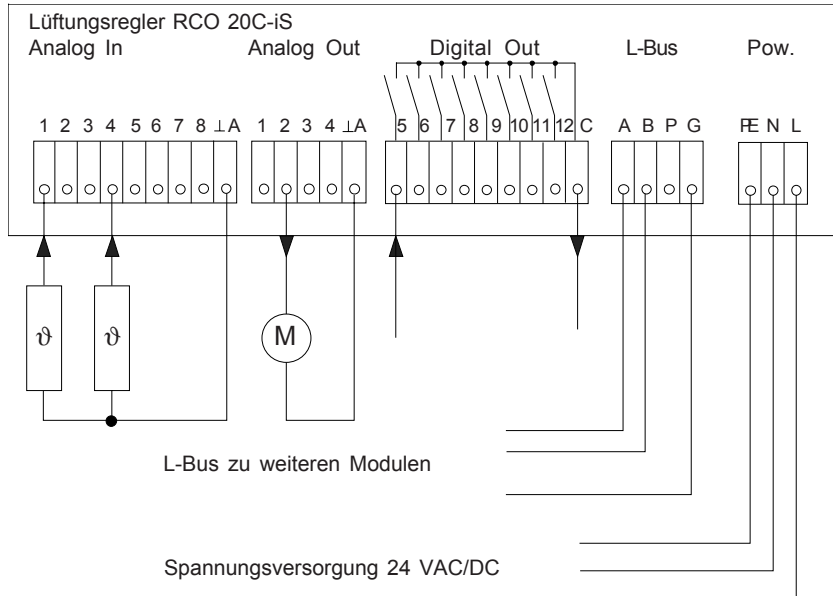 Lüftungsregler RCO 20C-iS
Analog In Analog Out Digital Out L-Bus Pow.
1 2 3 4 5 6 7 8 ⊥A 1 2 3 4 ⊥A 5 6 7 8 9 10 11 12 C A B P G PE N L
ϑ ϑ M
L-Bus zu weiteren Modulen
Spannungsversorgung 24 VAC/DC